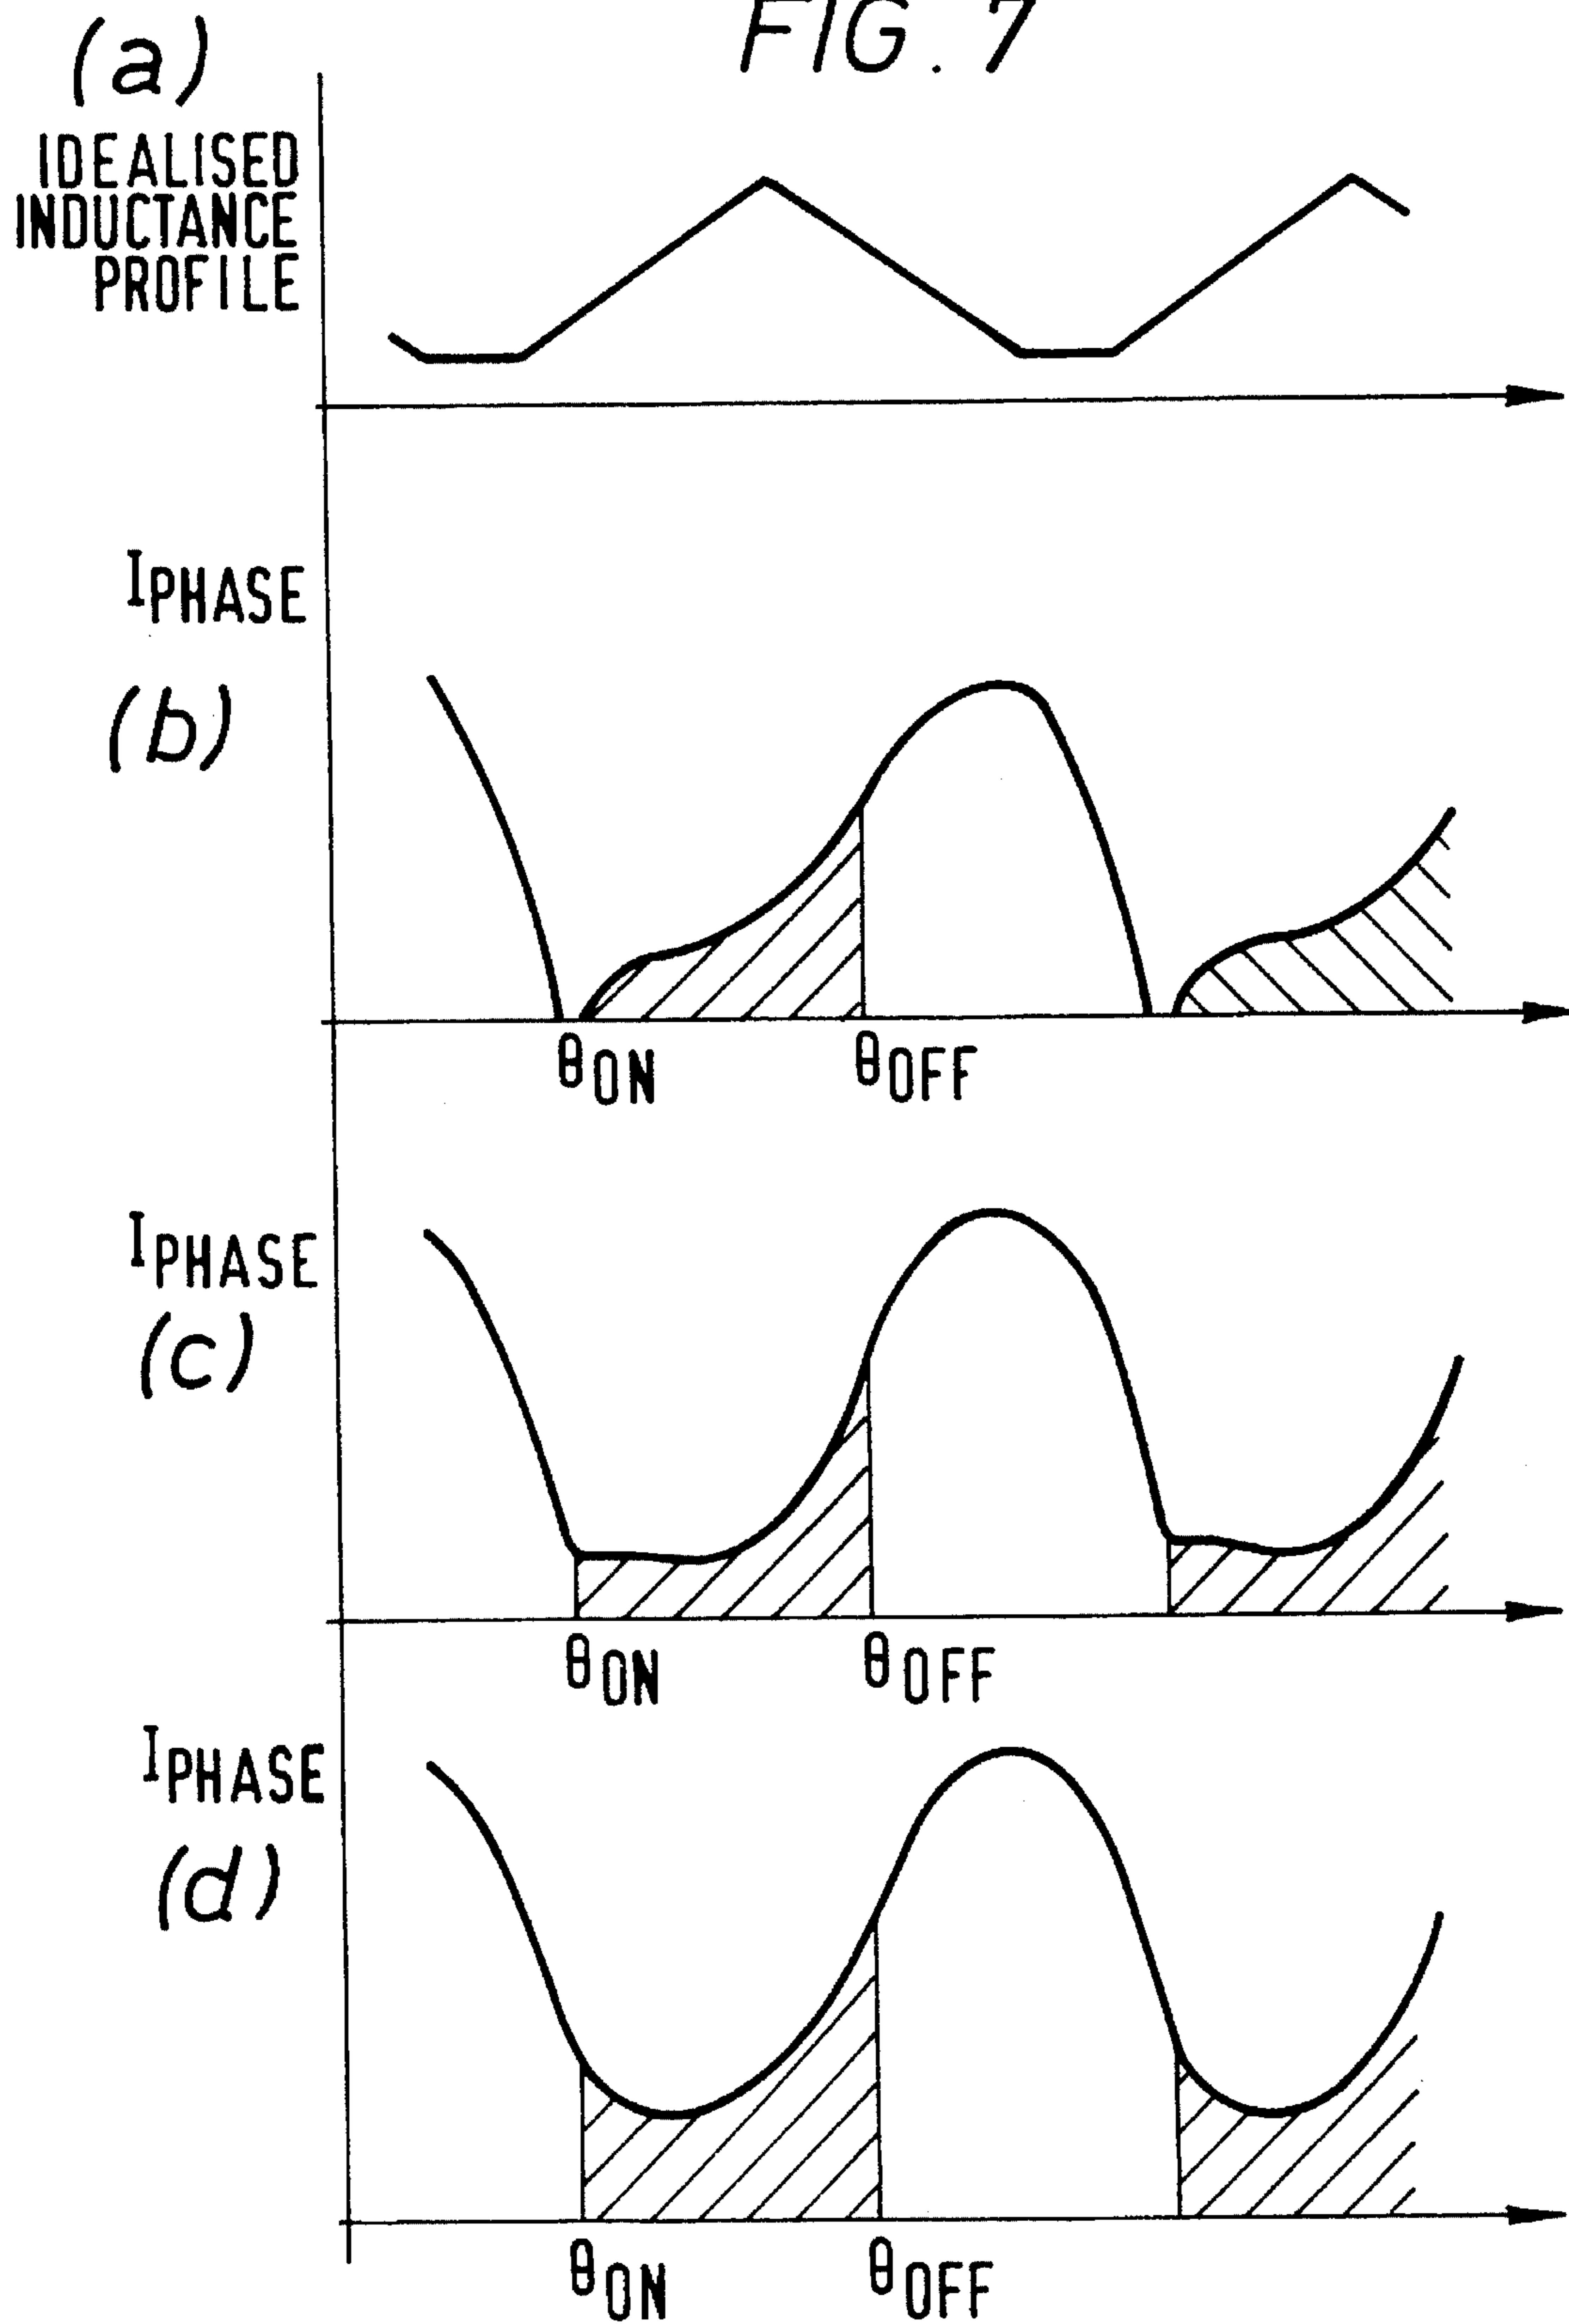 FIG. 7
(a)
IDEALISED
INDUCTANCE
PROFILE
IPHASE
(b)
θON θOFF
IPHASE
(c)
θON θOFF
IPHASE
(d)
θON θOFF